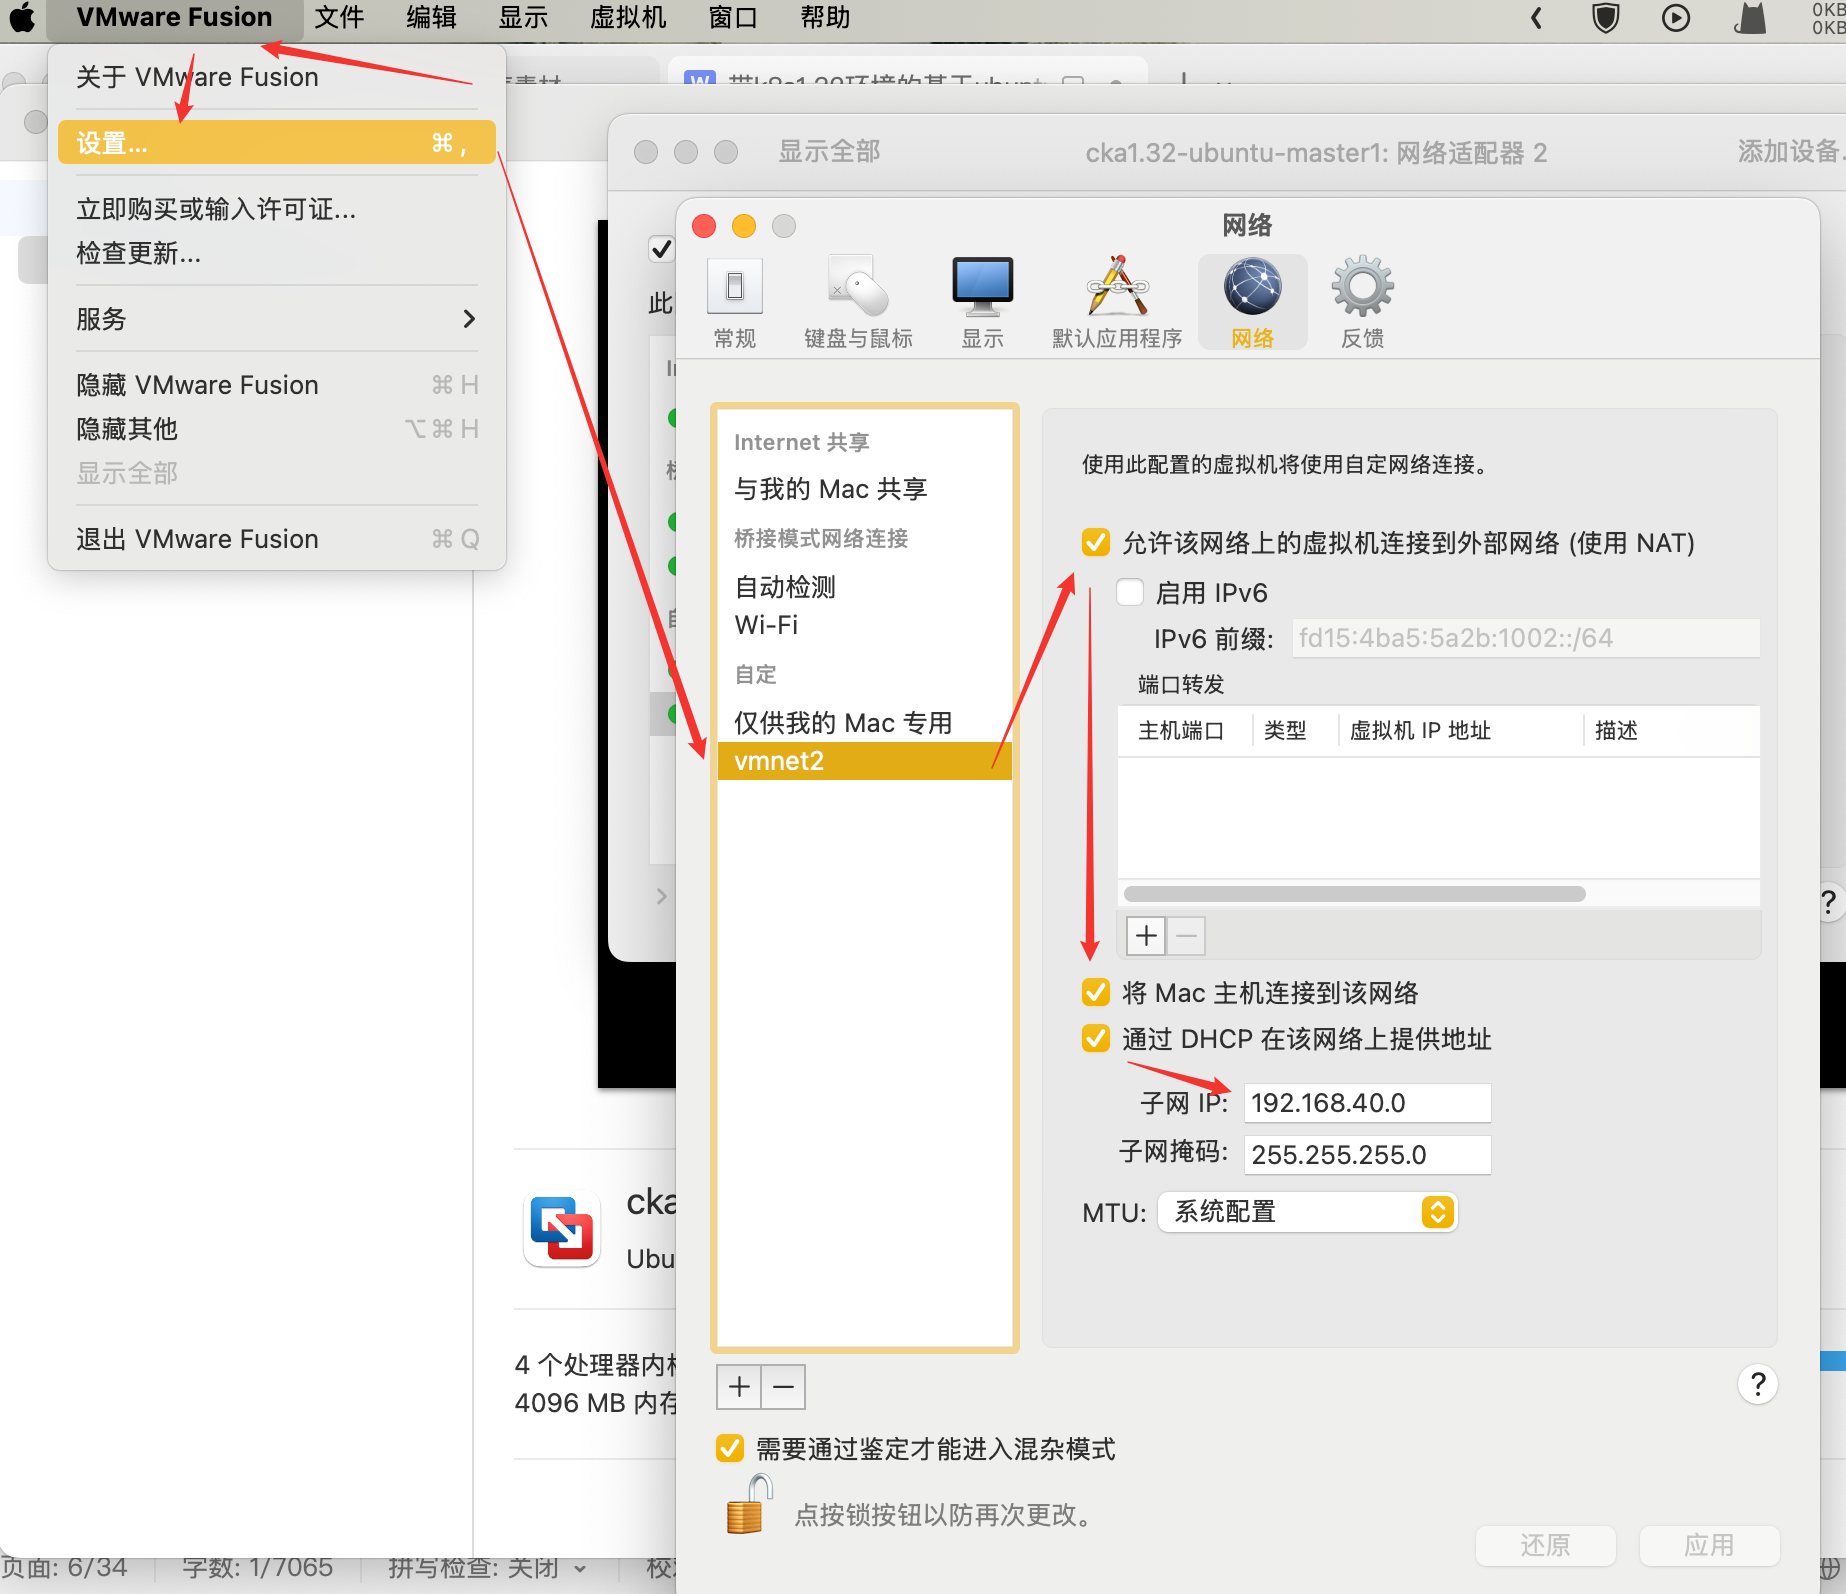 VMware Fusion 文件 编辑 显示 虚拟机 窗口 帮助
0KB
0KB
关于 VMware Fusion
设置... ⌘ ,
立即购买或输入许可证...
检查更新...
服务
隐藏 VMware Fusion ⌘ H
隐藏其他 ⌥ ⌘ H
显示全部
退出 VMware Fusion ⌘ Q
显示全部 cka1.32-ubuntu-master1: 网络适配器 2 添加设备...
此
网络
常规 键盘与鼠标 显示 默认应用程序 网络 反馈
Internet 共享
与我的 Mac 共享
桥接模式网络连接
自动检测
Wi-Fi
自定
仅供我的 Mac 专用
vmnet2
使用此配置的虚拟机将使用自定网络连接。
允许该网络上的虚拟机连接到外部网络 (使用 NAT)
启用 IPv6
IPv6 前缀: fd15:4ba5:5a2b:1002::/64
端口转发
主机端口 类型 虚拟机 IP 地址 描述
+ −
将 Mac 主机连接到该网络
通过 DHCP 在该网络上提供地址
子网 IP: 192.168.40.0
子网掩码: 255.255.255.0
MTU: 系统配置
+ −
?
?
需要通过鉴定才能进入混杂模式
点按锁按钮以防再次更改。
还原 应用
cka
Ubu
4 个处理器内核
4096 MB 内存
页面: 6/34 字数: 1/7065 拼写检查: 关闭 校